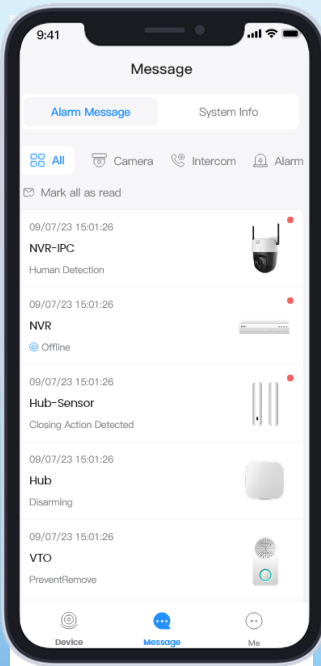 9:41
Message
Alarm Message System Info
All Camera Intercom Alarm
Mark all as read
09/07/23 15:01:26
NVR-IPC
Human Detection
09/07/23 15:01:26
NVR
Offline
09/07/23 15:01:26
Hub-Sensor
Closing Action Detected
09/07/23 15:01:26
Hub
Disarming
09/07/23 15:01:26
VTO
PreventRemove
Device Message Me